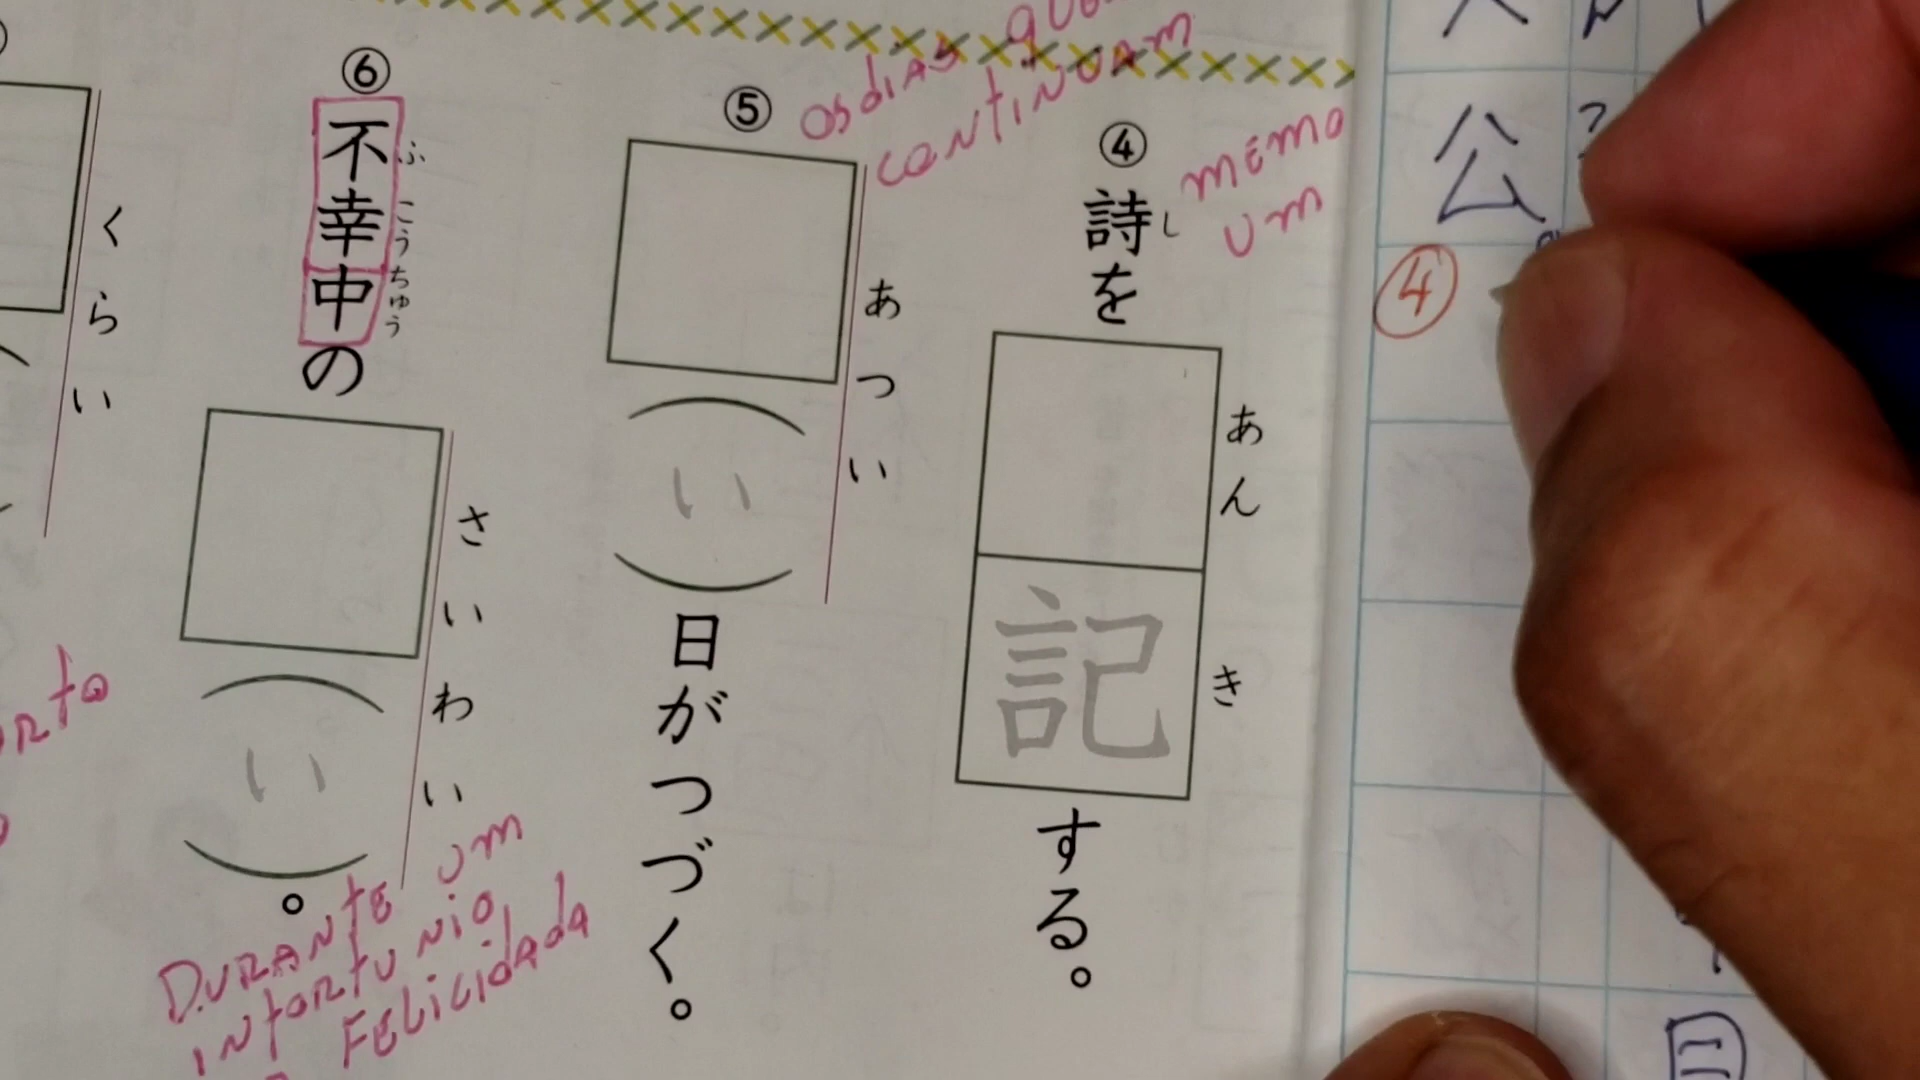 公
?
④
④
詩を
し
記
あん
き
する。
memo
um
⑤
os dias que
continuam
あつい
(い)
日がつづく。
⑥
不幸中の
ふこうちゅう
さいわい
(い)
。
Durante um
infortunio,
Felicidada
くらい